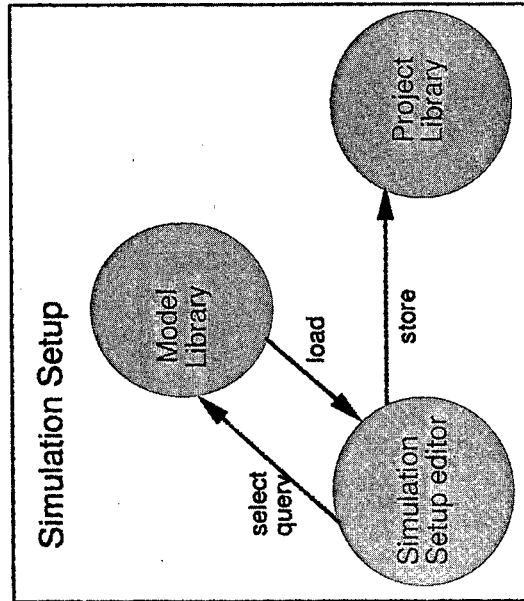 Simulation Setup
Model
Library
select
query
load
Simulation
Setup editor
store
Project
Library